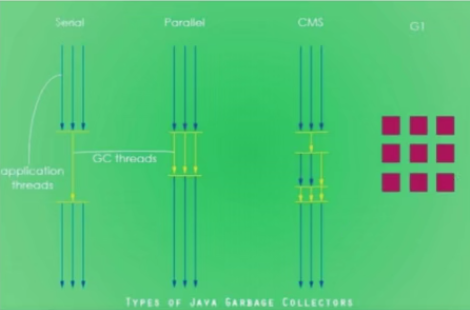 Serial
Parallel
CMS
G1
application
threads
GC threads
TYPES OF JAVA GARBAGE COLLECTORS